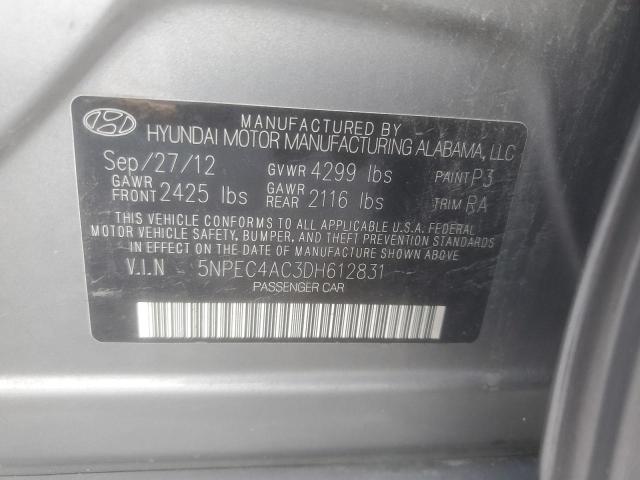 MANUFACTURED BY
HYUNDAI MOTOR MANUFACTURING ALABAMA, LLC
Sep/27/12 GVWR 4299 lbs PAINT P3
GAWR FRONT 2425 lbs GAWR REAR 2116 lbs TRIM RA
THIS VEHICLE CONFORMS TO ALL APPLICABLE U.S.A. FEDERAL
MOTOR VEHICLE SAFETY, BUMPER, AND THEFT PREVENTION STANDARDS
IN EFFECT ON THE DATE OF MANUFACTURE SHOWN ABOVE
V.I.N 5NPEC4AC3DH612831
PASSENGER CAR